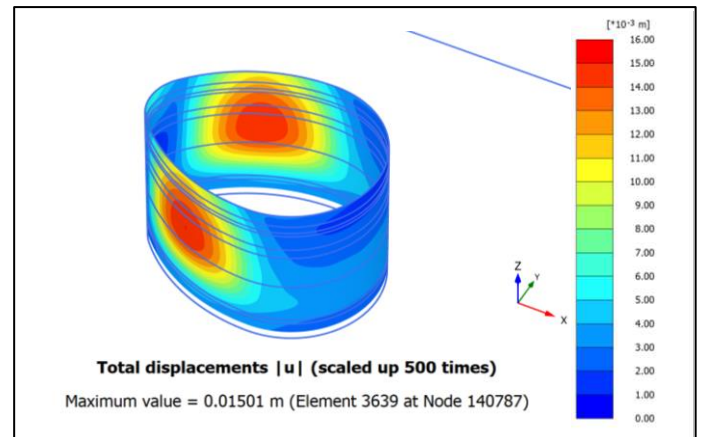 [*10⁻³ m]
16.00
15.00
14.00
13.00
12.00
11.00
10.00
9.00
8.00
7.00
6.00
5.00
4.00
3.00
2.00
1.00
0.00
Z
Y
X
Total displacements |u| (scaled up 500 times)
Maximum value = 0.01501 m (Element 3639 at Node 140787)